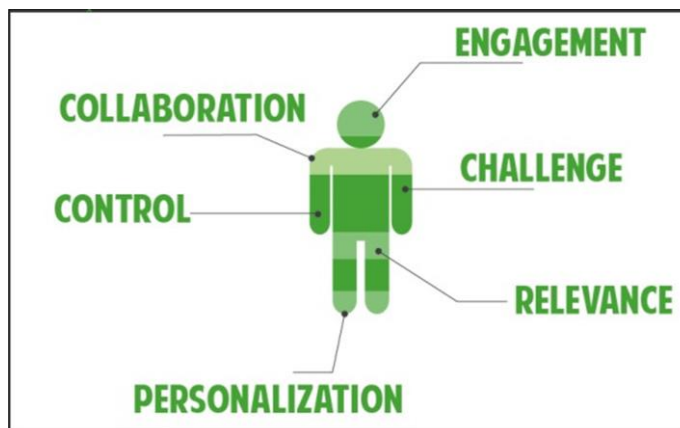 ENGAGEMENT
COLLABORATION
CHALLENGE
CONTROL
RELEVANCE
PERSONALIZATION